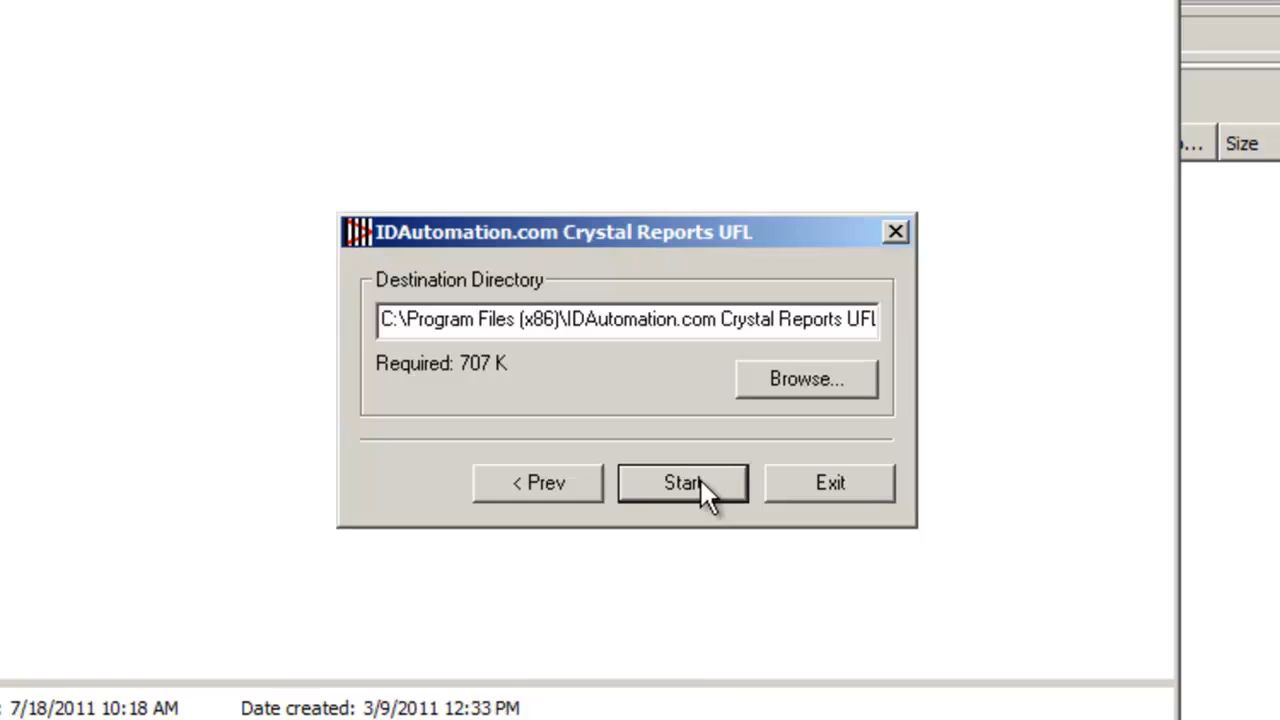 Size
IDAutomation.com Crystal Reports UFL
Destination Directory
C:\Program Files (x86)\IDAutomation.com Crystal Reports UFL
Required: 707 K
Browse...
< Prev
Start
Exit
7/18/2011 10:18 AM
Date created: 3/9/2011 12:33 PM